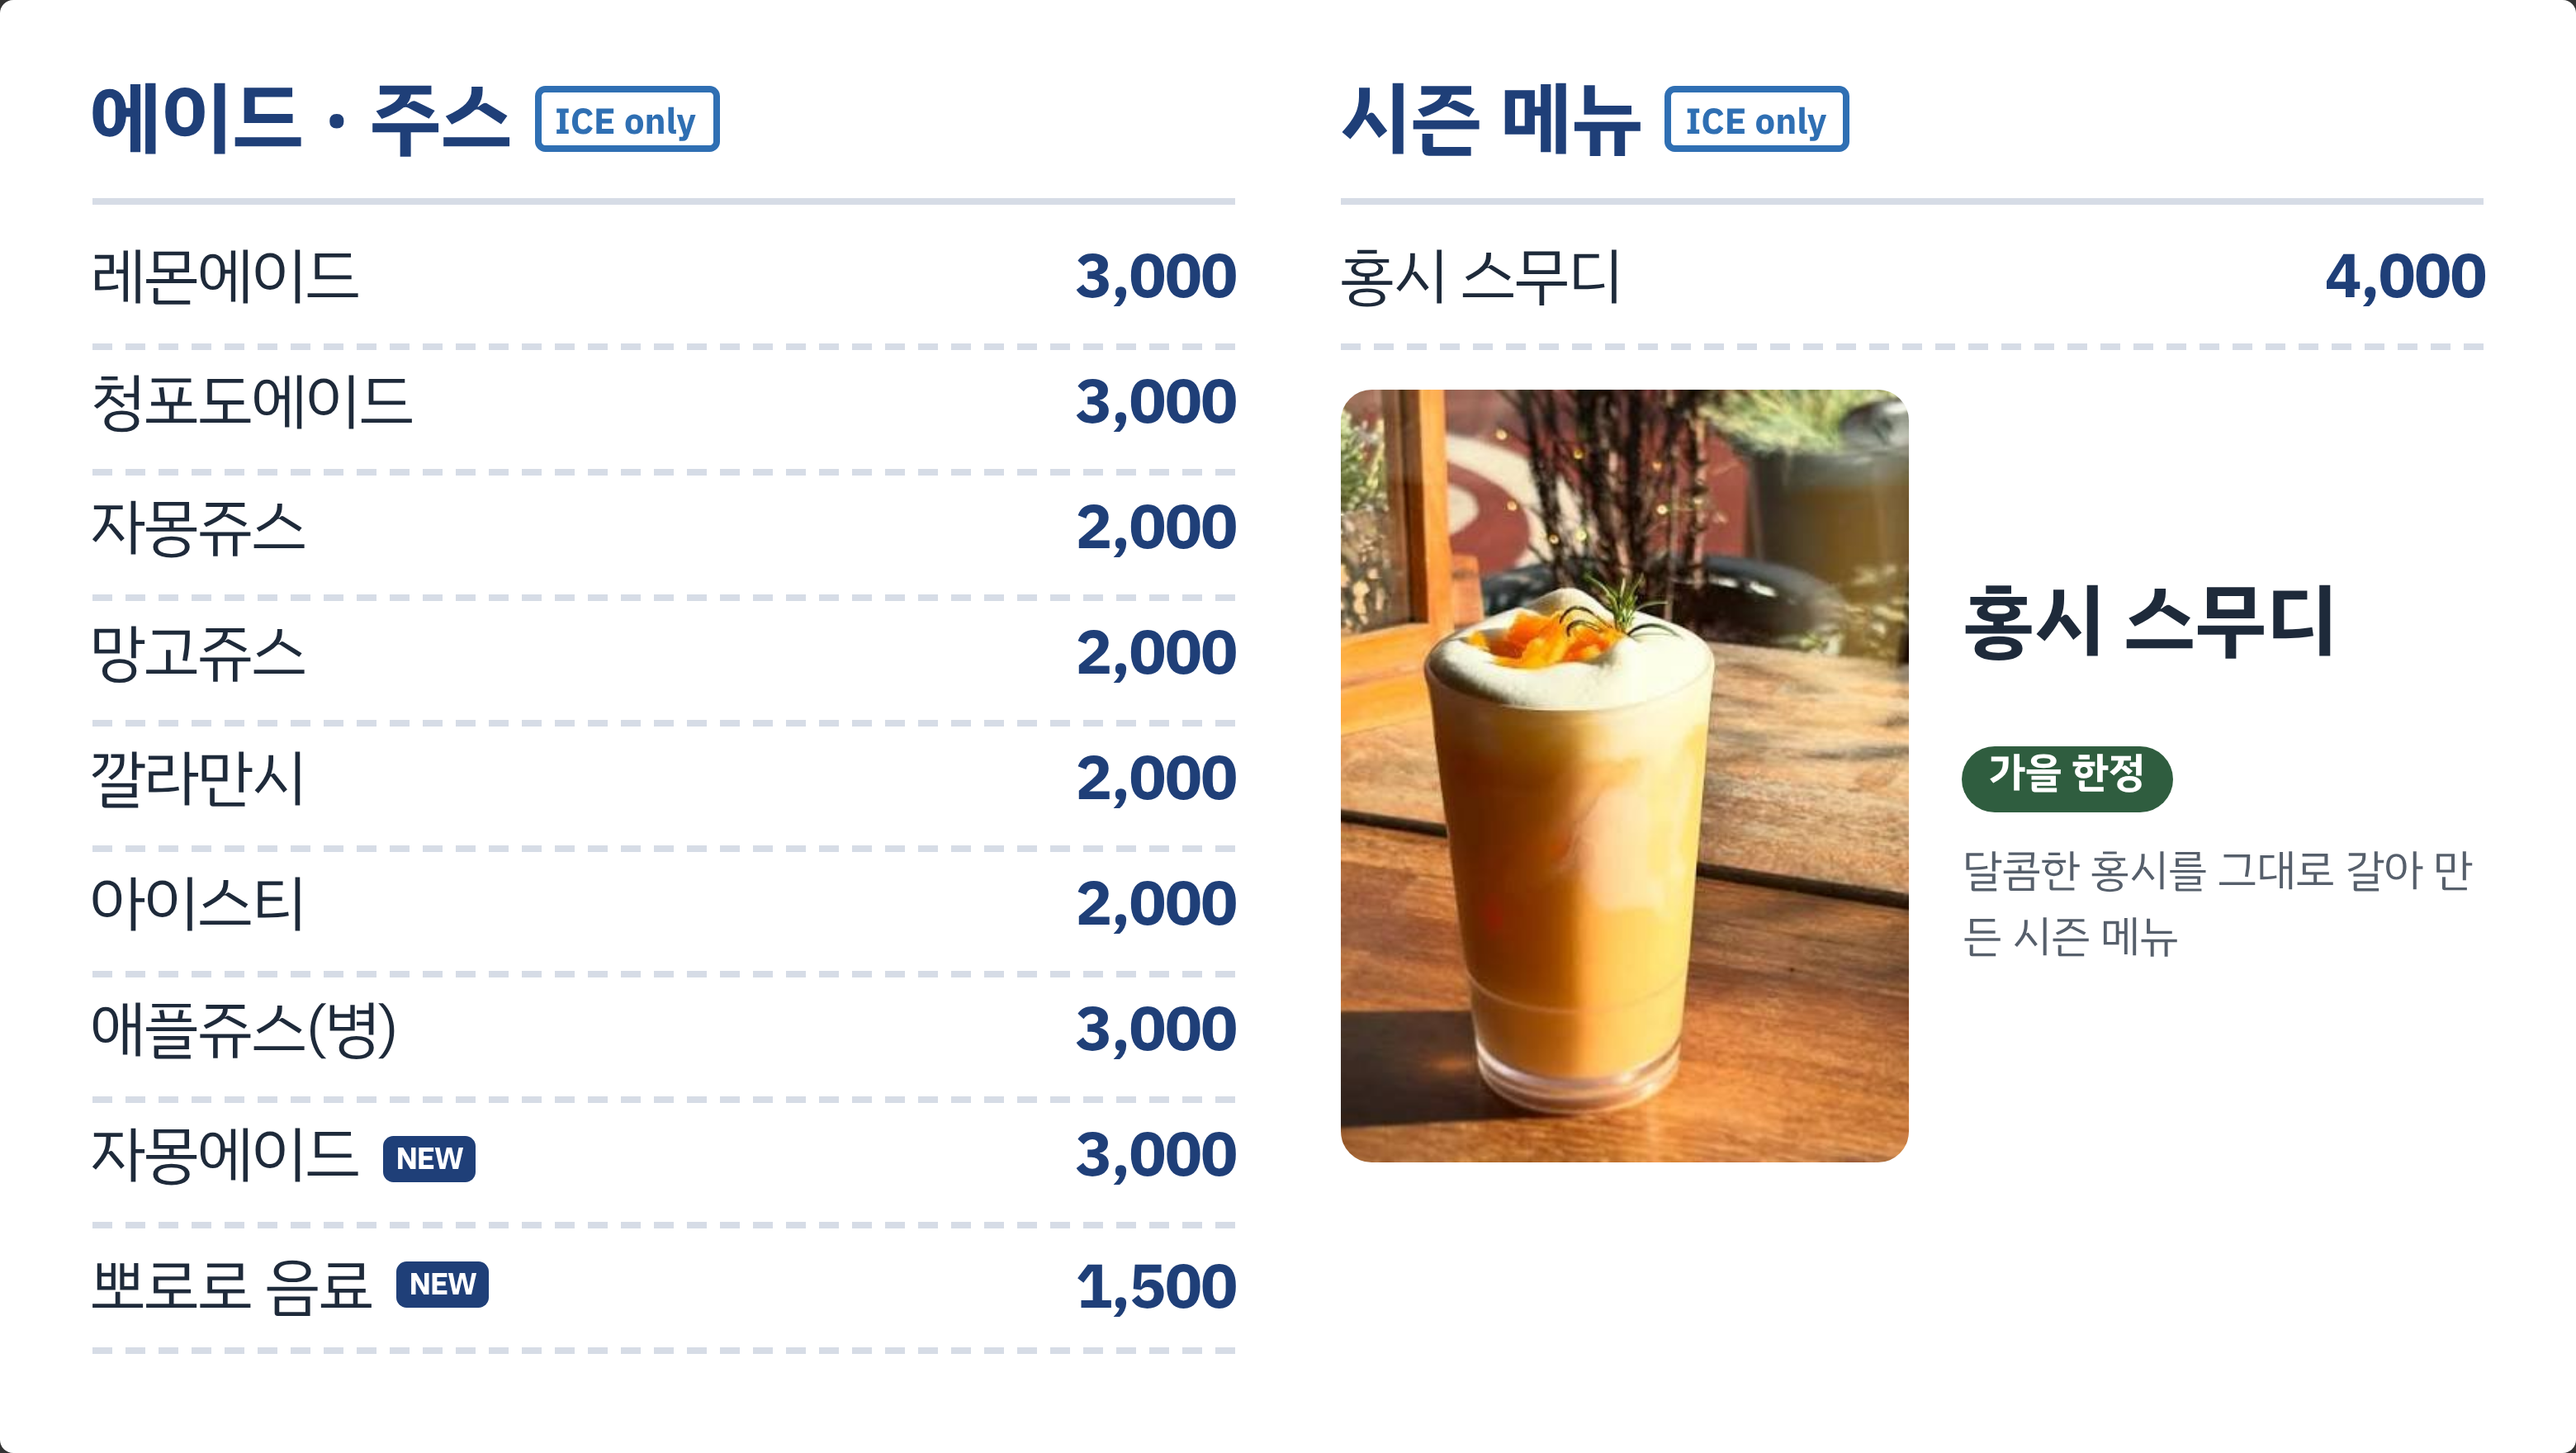 에이드 · 주스 ICE only
레몬에이드 3,000
청포도에이드 3,000
자몽쥬스 2,000
망고쥬스 2,000
깔라만시 2,000
아이스티 2,000
애플쥬스(병) 3,000
자몽에이드 NEW 3,000
뽀로로 음료 NEW 1,500
시즌 메뉴 ICE only
홍시 스무디 4,000
홍시 스무디
가을 한정
달콤한 홍시를 그대로 갈아 만
든 시즌 메뉴